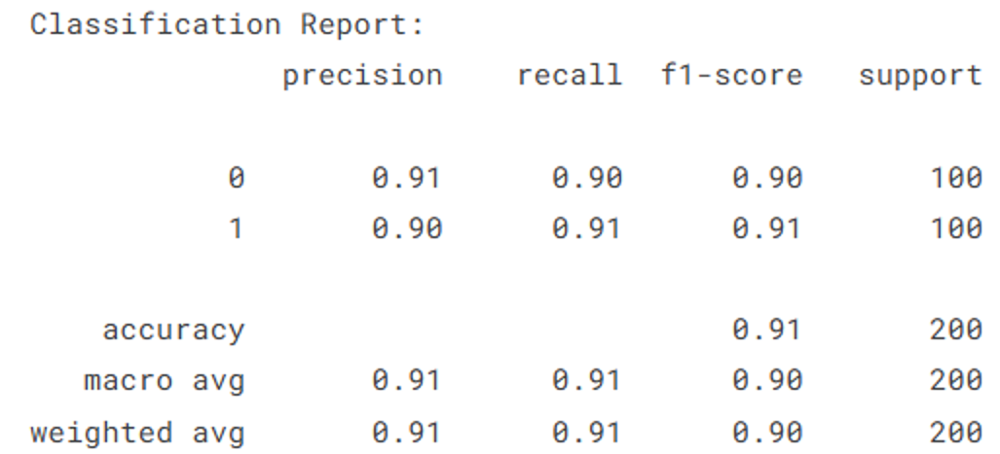 Classification Report:
precision recall f1-score support
0 0.91 0.90 0.90 100
1 0.90 0.91 0.91 100
accuracy 0.91 200
macro avg 0.91 0.91 0.90 200
weighted avg 0.91 0.91 0.90 200